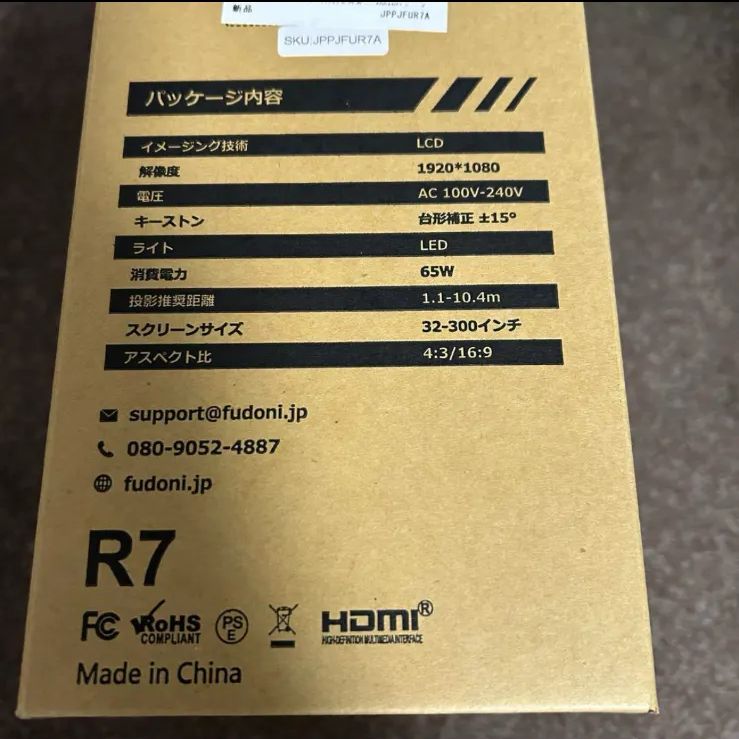 新品
JPPJFUR7A
SKU:JPPJFUR7A
パッケージ内容
イメージング技術 LCD
解像度 1920*1080
電圧 AC 100V-240V
キーストン 台形補正 ±15°
ライト LED
消費電力 65W
投影推奨距離 1.1-10.4m
スクリーンサイズ 32-300インチ
アスペクト比 4:3/16:9
support@fudoni.jp
080-9052-4887
fudoni.jp
R7
FC RoHS COMPLIANT PS E HDMI®
HIGH-DEFINITION MULTIMEDIA INTERFACE
Made in China